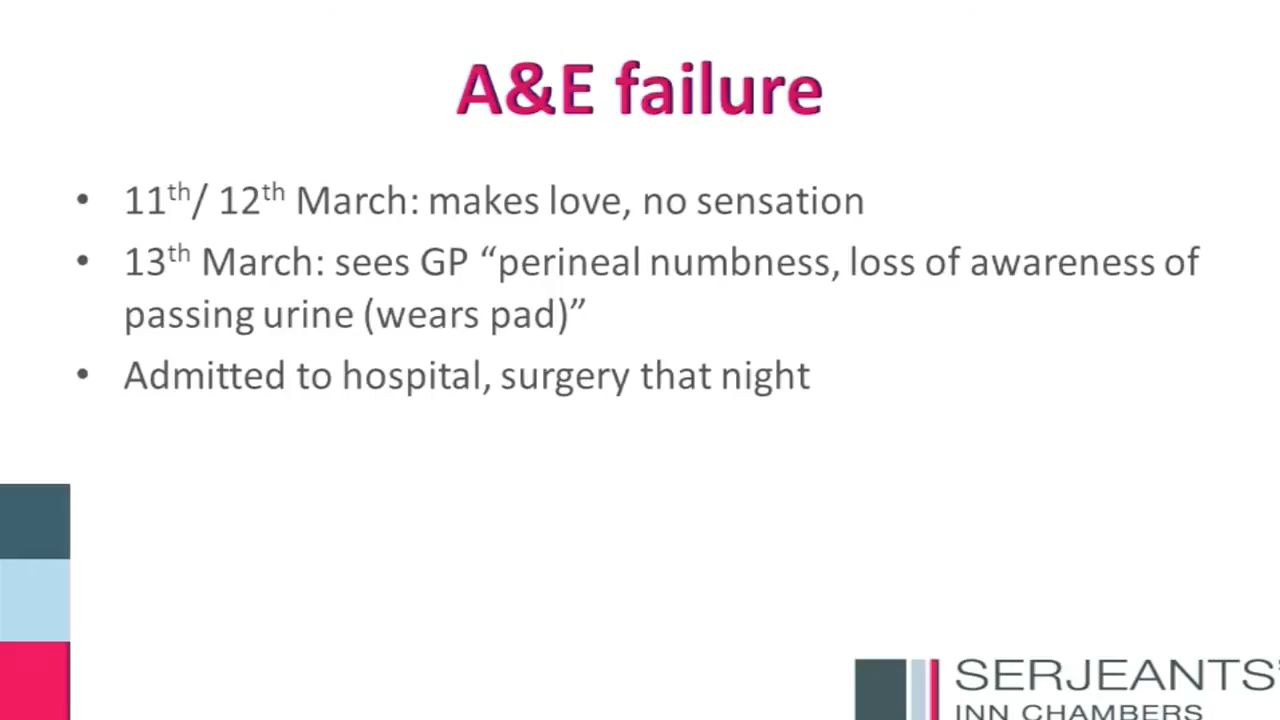 A&E failure
• 11th/ 12th March: makes love, no sensation
• 13th March: sees GP “perineal numbness, loss of awareness of
passing urine (wears pad)”
• Admitted to hospital, surgery that night
SERJEANTS’
INN CHAMBERS